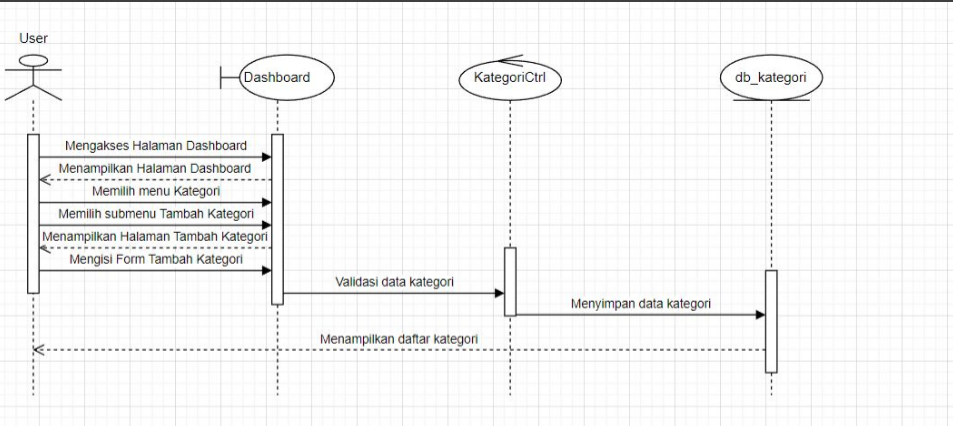 User
Dashboard
KategoriCtrl
db_kategori
Mengakses Halaman Dashboard
Menampilkan Halaman Dashboard
Memilih menu Kategori
Memilih submenu Tambah Kategori
Menampilkan Halaman Tambah Kategori
Mengisi Form Tambah Kategori
Validasi data kategori
Menyimpan data kategori
Menampilkan daftar kategori